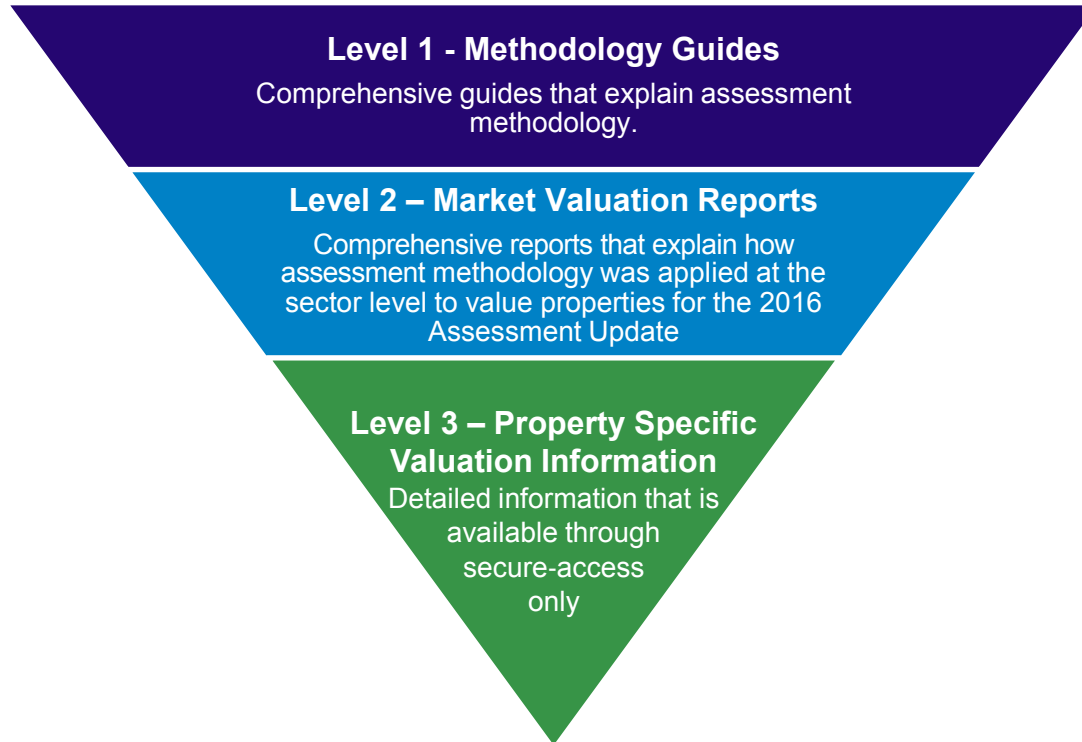 Level 1 - Methodology Guides
Comprehensive guides that explain assessment
methodology.
Level 2 – Market Valuation Reports
Comprehensive reports that explain how
assessment methodology was applied at the
sector level to value properties for the 2016
Assessment Update
Level 3 – Property Specific
Valuation Information
Detailed information that is
available through
secure-access
only